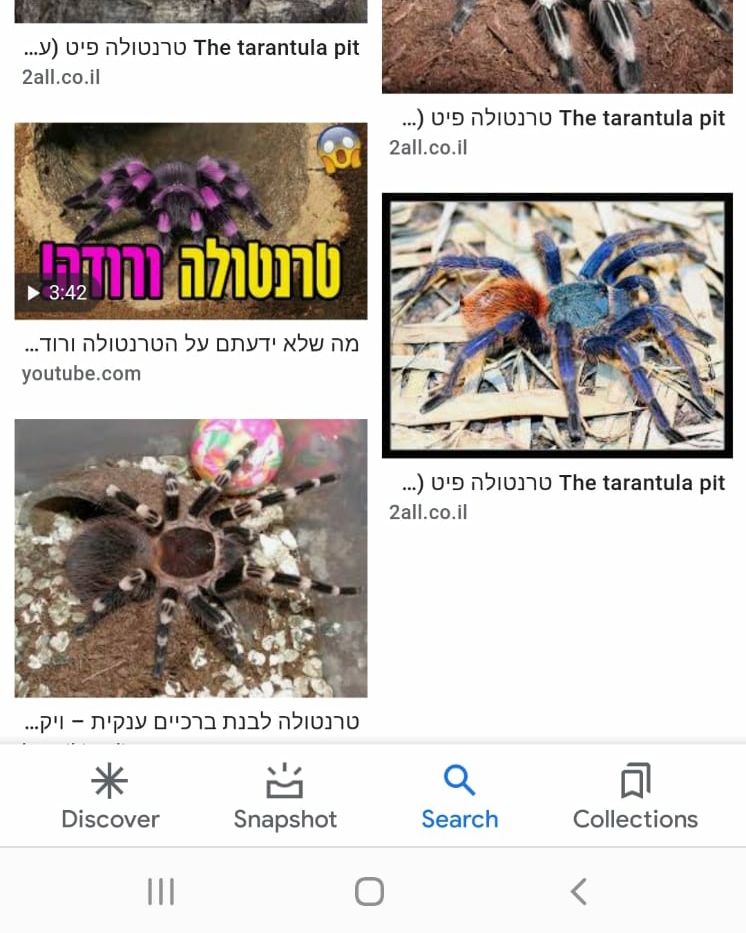 The tarantula pit טרנטולה פיט (ע...
2all.co.il
The tarantula pit טרנטולה פיט (...
2all.co.il
טרנטולה ורודה!
3:42
מה שלא ידעתם על הטרנטולה ורוד...
youtube.com
The tarantula pit טרנטולה פיט (...
2all.co.il
טרנטולה לבנת ברכיים ענקית – ויק...
Discover
Snapshot
Search
Collections